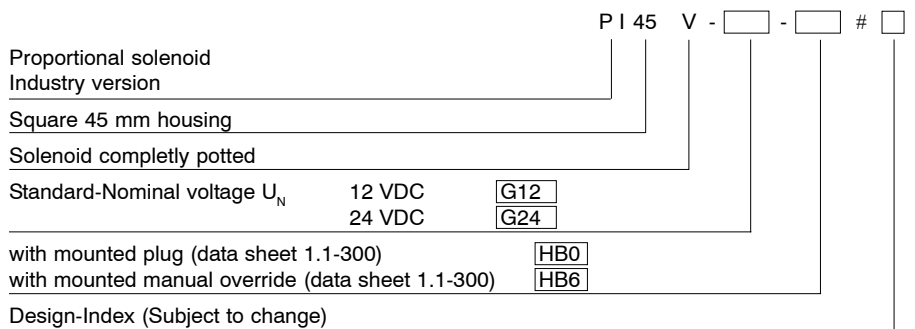 P I 45 V - - #
Proportional solenoid
Industry version
Square 45 mm housing
Solenoid completly potted
Standard-Nominal voltage UN 12 VDC G12
24 VDC G24
with mounted plug (data sheet 1.1-300) HB0
with mounted manual override (data sheet 1.1-300) HB6
Design-Index (Subject to change)